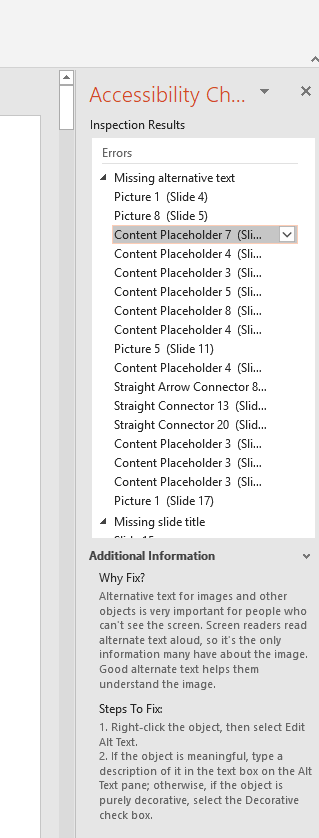 Accessibility Ch...
Inspection Results
Errors
Missing alternative text
Picture 1 (Slide 4)
Picture 8 (Slide 5)
Content Placeholder 7 (Sli...
Content Placeholder 4 (Sli...
Content Placeholder 3 (Sli...
Content Placeholder 5 (Sli...
Content Placeholder 8 (Sli...
Content Placeholder 4 (Sli...
Picture 5 (Slide 11)
Content Placeholder 4 (Sli...
Straight Arrow Connector 8...
Straight Connector 13 (Slid...
Straight Connector 20 (Slid...
Content Placeholder 3 (Sli...
Content Placeholder 3 (Sli...
Content Placeholder 3 (Sli...
Picture 1 (Slide 17)
Missing slide title
Slide 15
Additional Information
Why Fix?
Alternative text for images and other
objects is very important for people who
can't see the screen. Screen readers read
alternate text aloud, so it's the only
information many have about the image.
Good alternate text helps them
understand the image.
Steps To Fix:
1. Right-click the object, then select Edit
Alt Text.
2. If the object is meaningful, type a
description of it in the text box on the Alt
Text pane; otherwise, if the object is
purely decorative, select the Decorative
check box.